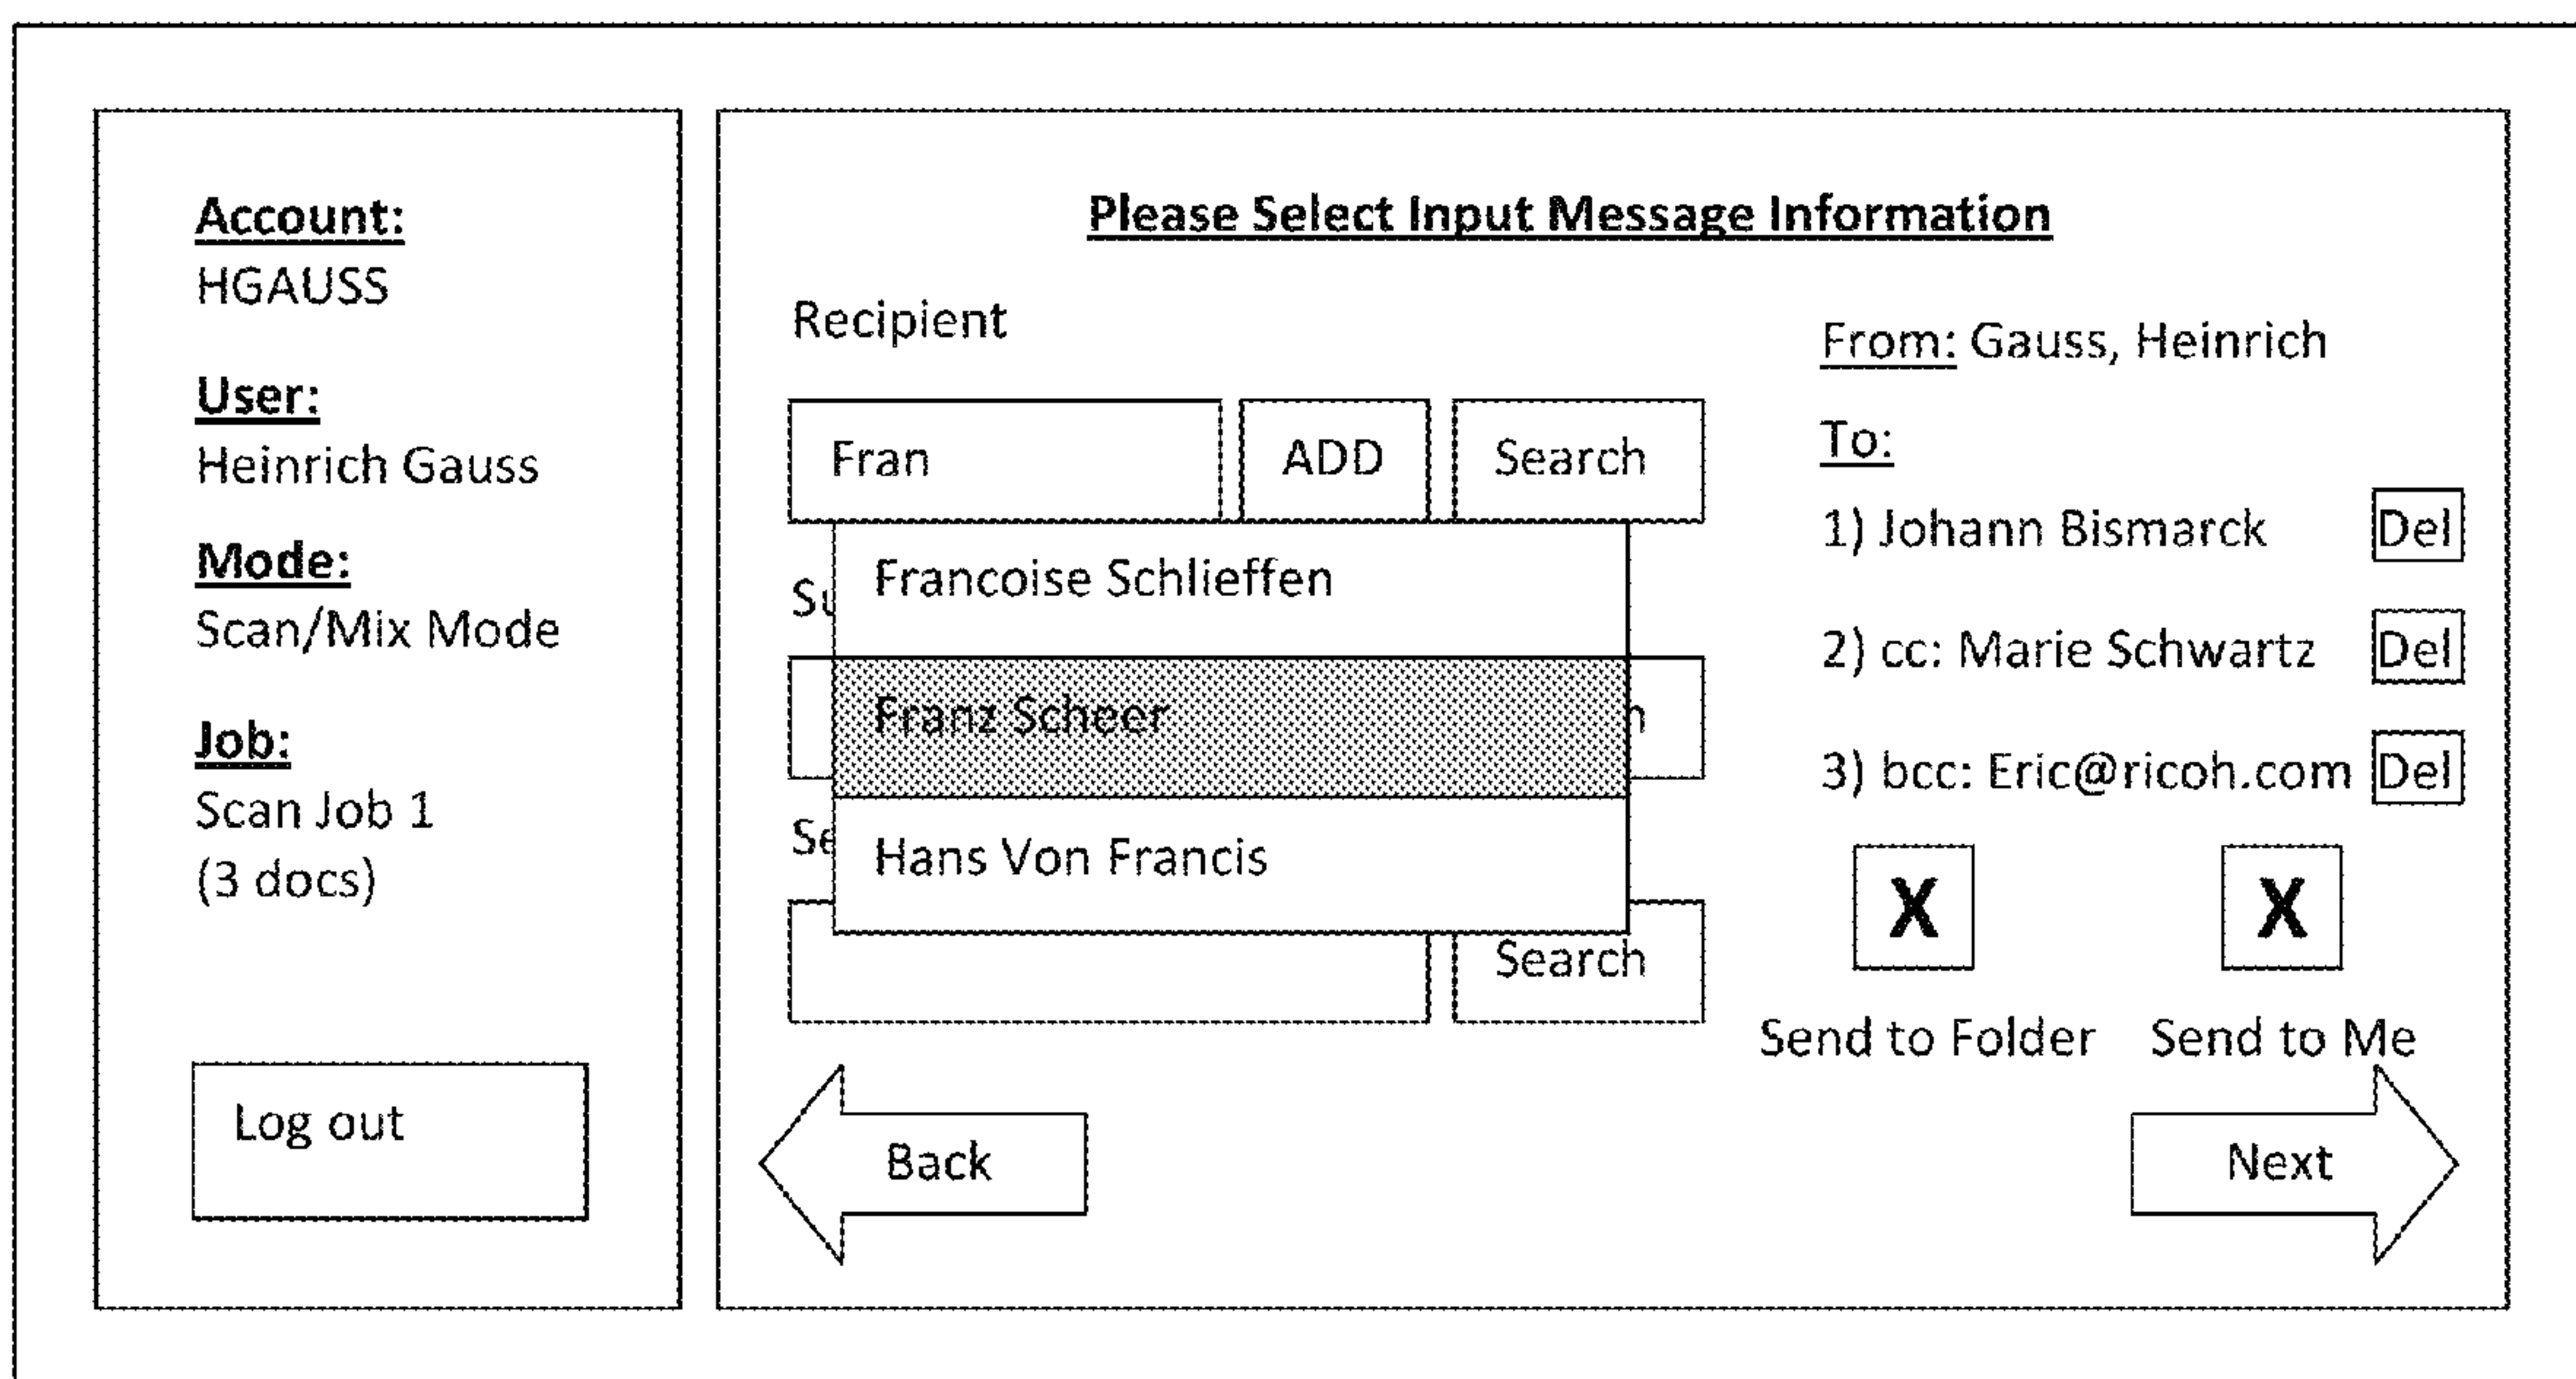 Account:
HGAUSS
User:
Heinrich Gauss
Mode:
Scan/Mix Mode
Job:
Scan Job 1
(3 docs)
Log out
Please Select Input Message Information
Recipient
Fran
ADD
Search
Francoise Schlieffen
Franz Scheer
Hans Von Francis
Search
Back
From: Gauss, Heinrich
To:
1) Johann Bismarck Del
2) cc: Marie Schwartz Del
3) bcc: Eric@ricoh.com Del
X
X
Send to Folder
Send to Me
Next